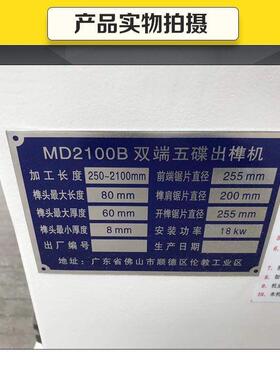 产品实物拍摄
MD2100B 双端五碟出榫机
加工长度 250-2100mm 前端锯片直径 255mm
榫头最大长度 80mm 榫肩锯片直径 200mm
榫头最大厚度 60mm 开榫锯片直径 255mm
榫头最小厚度 8mm 安装功率 18kw
出厂编号 生产日期
地址：广东省佛山市顺德区伦教工业区